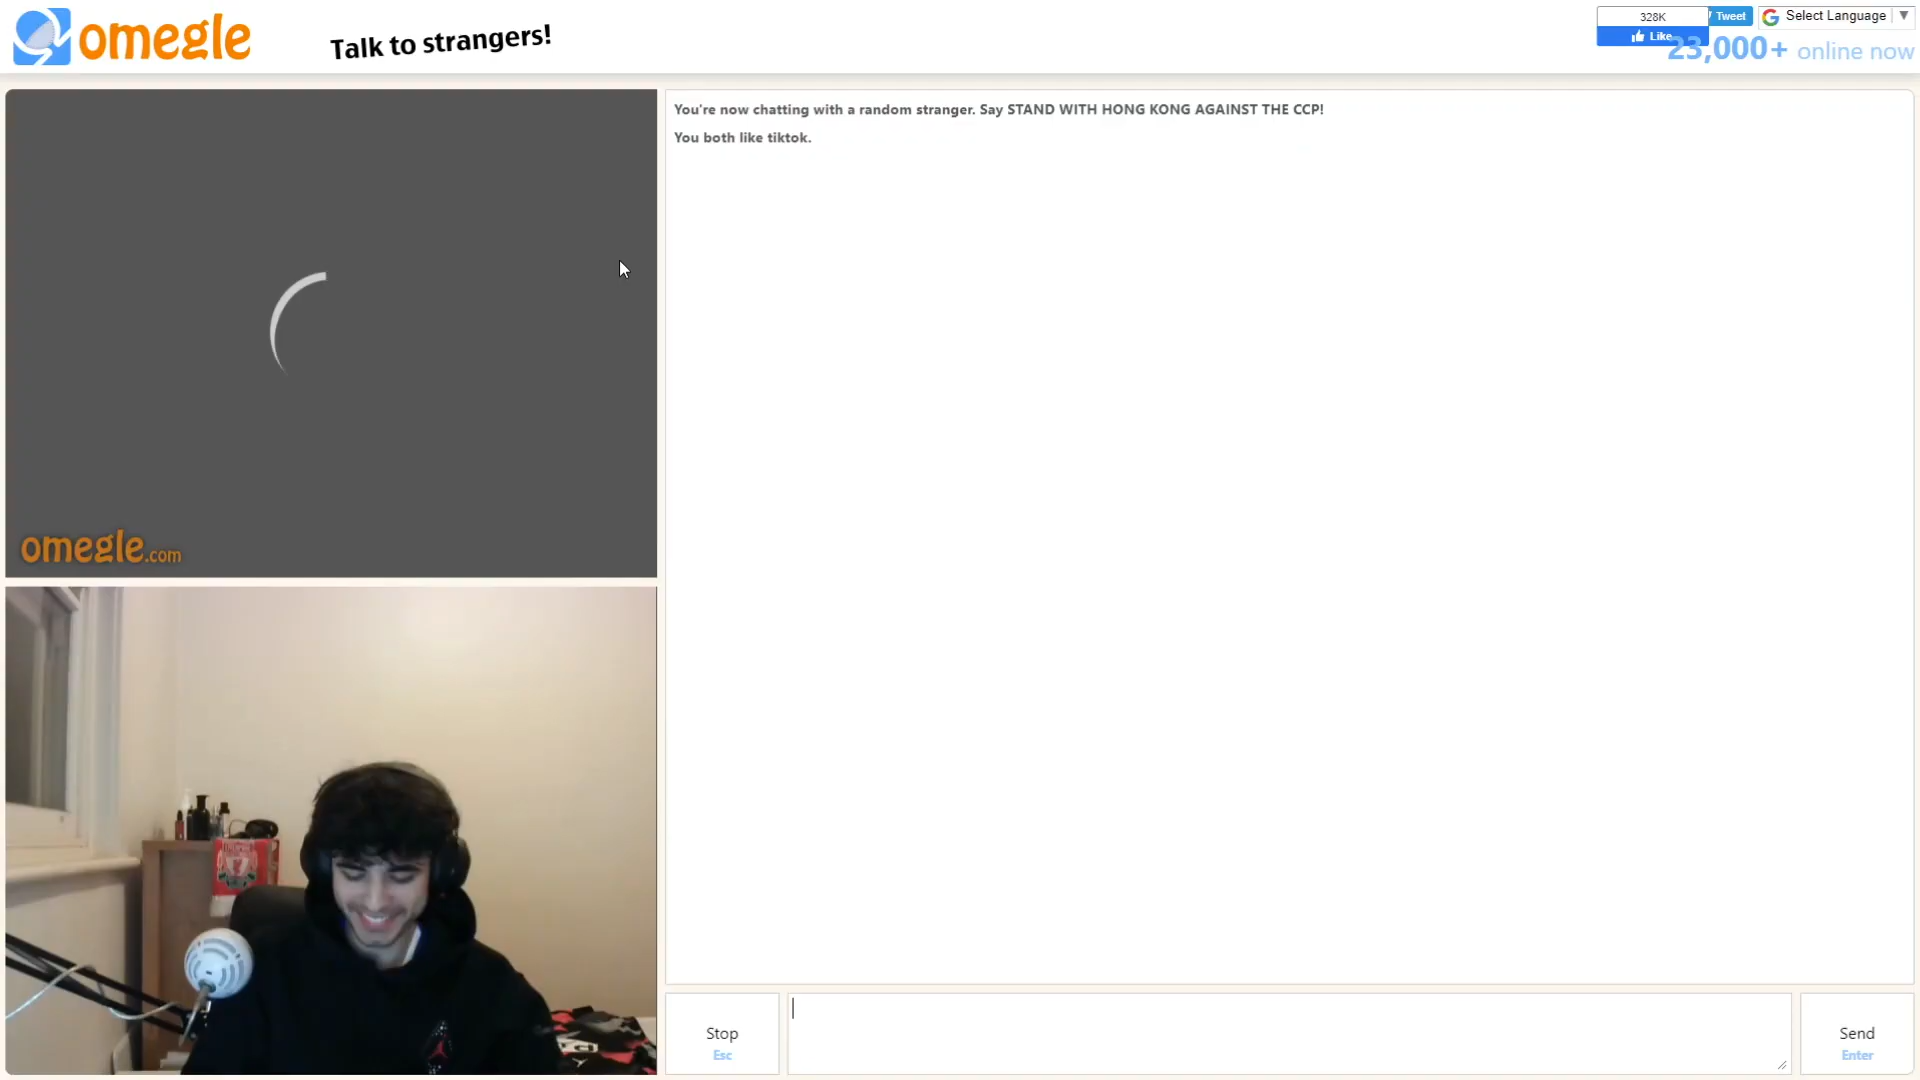 omegle
Talk to strangers!
328K
Like
Tweet
Select Language
23,000+ online now
You're now chatting with a random stranger. Say STAND WITH HONG KONG AGAINST THE CCP!
You both like tiktok.
omegle.com
Stop
Esc
Send
Enter